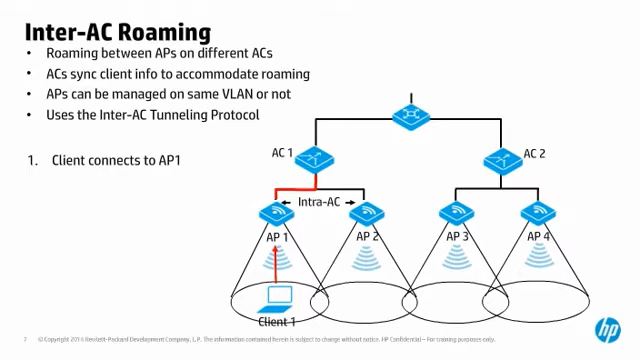 Inter-AC Roaming
• Roaming between APs on different ACs
• ACs sync client info to accommodate roaming
• APs can be managed on same VLAN or not
• Uses the Inter-AC Tunneling Protocol
1. Client connects to AP1
AC 1
AC 2
Intra-AC
AP 1
AP 2
AP 3
AP 4
Client 1
7 © Copyright 2014 Hewlett-Packard Development Company, L.P. The information contained herein is subject to change without notice. HP Confidential – For training purposes only.
hp